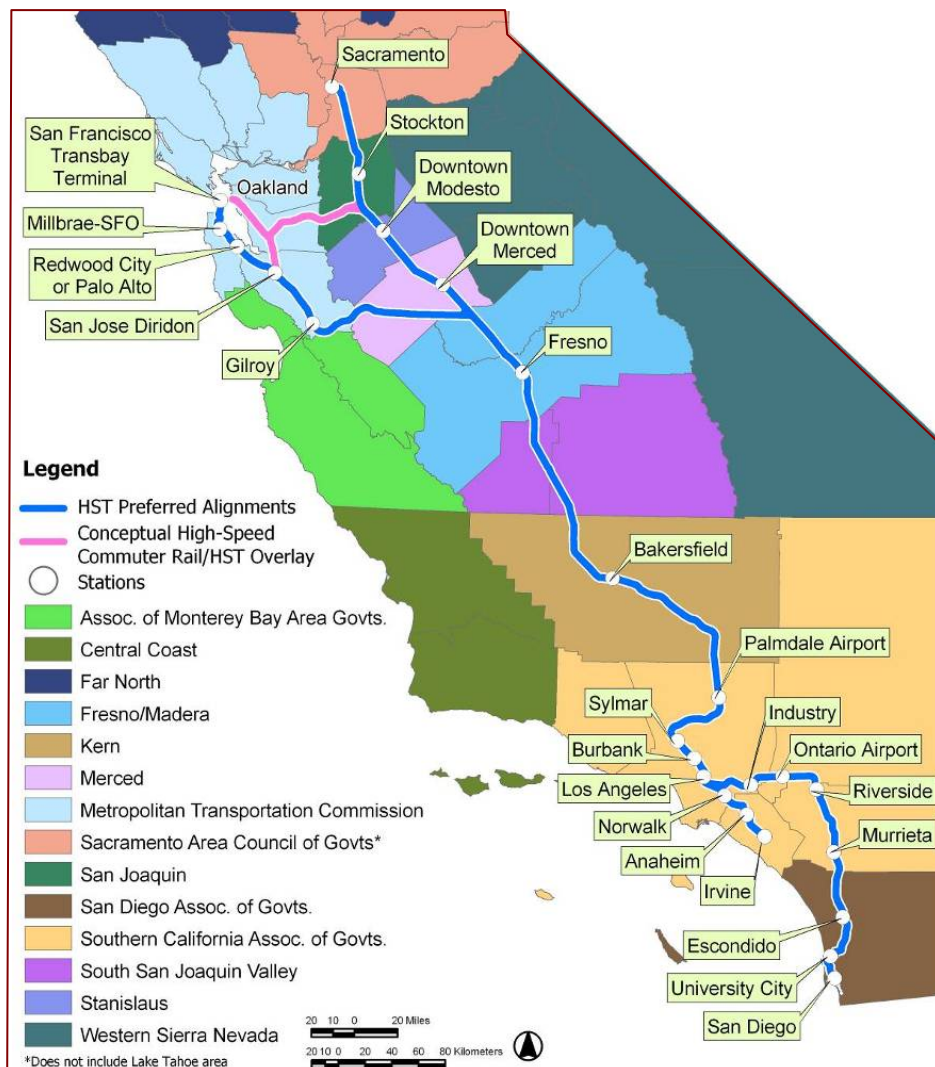 Sacramento
Stockton
San Francisco
Transbay
Terminal
Oakland
Downtown
Modesto
Millbrae-SFO
Downtown
Merced
Redwood City
or Palo Alto
San Jose Diridon
Gilroy
Fresno
Bakersfield
Palmdale Airport
Sylmar
Industry
Burbank
Ontario Airport
Los Angeles
Riverside
Norwalk
Murrieta
Anaheim
Irvine
Escondido
University City
San Diego
Legend
HST Preferred Alignments
Conceptual High-Speed
Commuter Rail/HST Overlay
Stations
Assoc. of Monterey Bay Area Govts.
Central Coast
Far North
Fresno/Madera
Kern
Merced
Metropolitan Transportation Commission
Sacramento Area Council of Govts*
San Joaquin
San Diego Assoc. of Govts.
Southern California Assoc. of Govts.
South San Joaquin Valley
Stanislaus
Western Sierra Nevada
*Does not include Lake Tahoe area
20 10 0 20 Miles
20 10 0 20 40 60 80 Kilometers